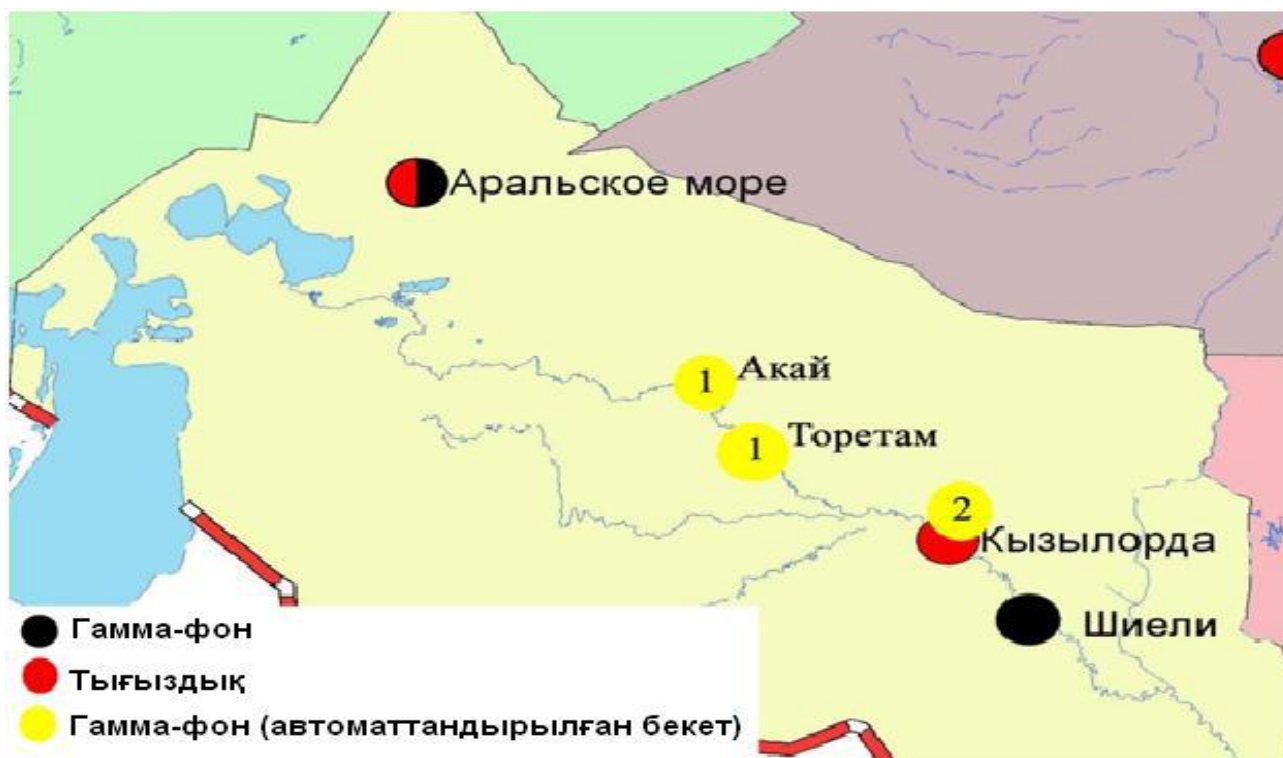 Аральское море
1 Акай
1 Торетам
2
Кызылорда
Шиели
Гамма-фон
Тығыздық
Гамма-фон (автоматтандырылған бекет)